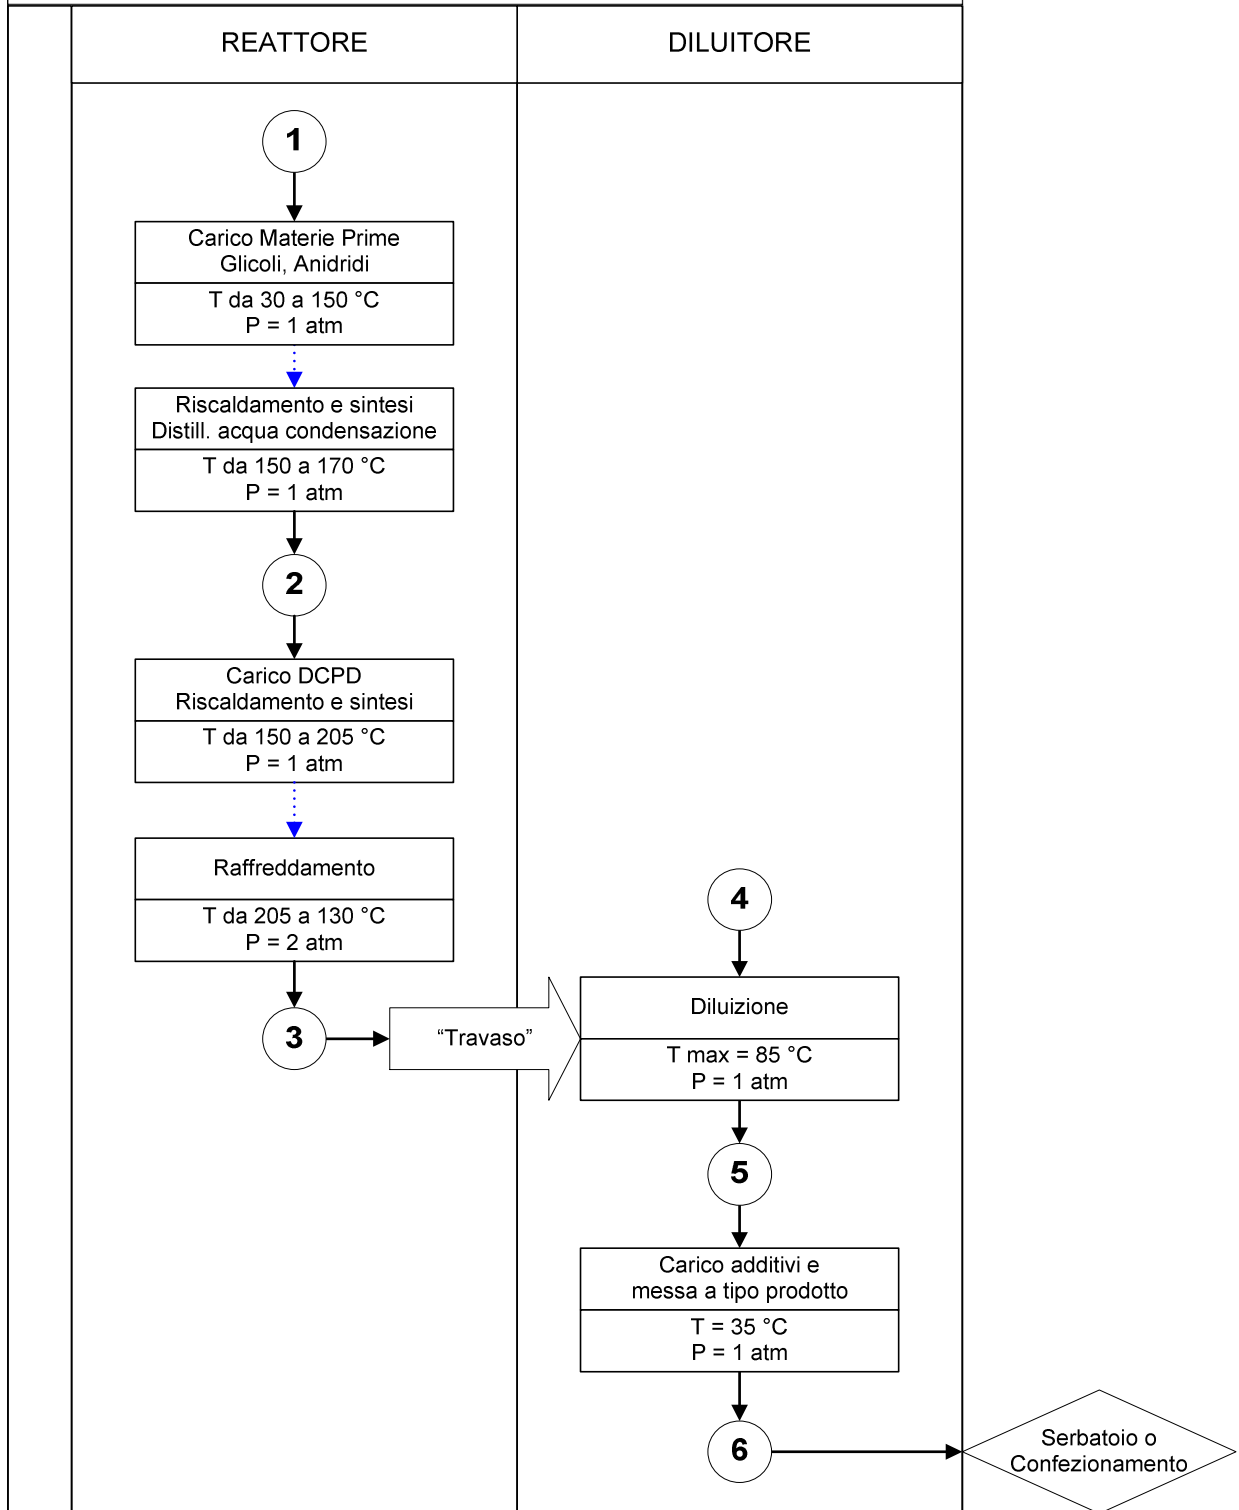 REATTORE
DILUITORE
1
Carico Materie Prime
Glicoli, Anidridi
T da 30 a 150 °C
P = 1 atm
Riscaldamento e sintesi
Distill. acqua condensazione
T da 150 a 170 °C
P = 1 atm
2
Carico DCPD
Riscaldamento e sintesi
T da 150 a 205 °C
P = 1 atm
Raffreddamento
T da 205 a 130 °C
P = 2 atm
3
“Travaso”
4
Diluizione
T max = 85 °C
P = 1 atm
5
Carico additivi e
messa a tipo prodotto
T = 35 °C
P = 1 atm
6
Serbatoio o
Confezionamento